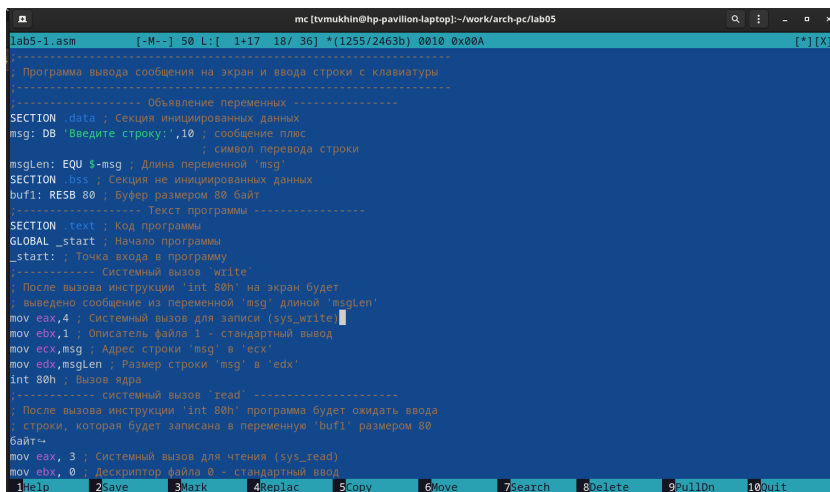 mc [tvmukhin@hp-pavilion-laptop]:~/work/arch-pc/lab05
lab5-1.asm [-M--] 50 L:[ 1+17 18/ 36] *(1255/2463b) 0010 0x00A [*][X]
;------------------------------------------------------------------
; Программа вывода сообщения на экран и ввода строки с клавиатуры
;------------------------------------------------------------------
;------------------ Объявление переменных ----------------
SECTION .data ; Секция инициированных данных
msg: DB 'Введите строку:',10 ; сообщение плюс
; символ перевода строки
msgLen: EQU $-msg ; Длина переменной 'msg'
SECTION .bss ; Секция не инициированных данных
buf1: RESB 80 ; Буфер размером 80 байт
;------------------ Текст программы -----------------
SECTION .text ; Код программы
GLOBAL _start ; Начало программы
_start: ; Точка входа в программу
;------------ Cистемный вызов `write`
; После вызова инструкции 'int 80h' на экран будет
; выведено сообщение из переменной 'msg' длиной 'msgLen'
mov eax,4 ; Системный вызов для записи (sys_write)
mov ebx,1 ; Описатель файла 1 - стандартный вывод
mov ecx,msg ; Адрес строки 'msg' в 'ecx'
mov edx,msgLen ; Размер строки 'msg' в 'edx'
int 80h ; Вызов ядра
;------------ системный вызов `read` ----------------------
; После вызова инструкции 'int 80h' программа будет ожидать ввода
; строки, которая будет записана в переменную 'buf1' размером 80
байт↪
mov eax, 3 ; Системный вызов для чтения (sys_read)
mov ebx, 0 ; Дескриптор файла 0 - стандартный ввод
1Help 2Save 3Mark 4Replac 5Copy 6Move 7Search 8Delete 9PullDn 10Quit